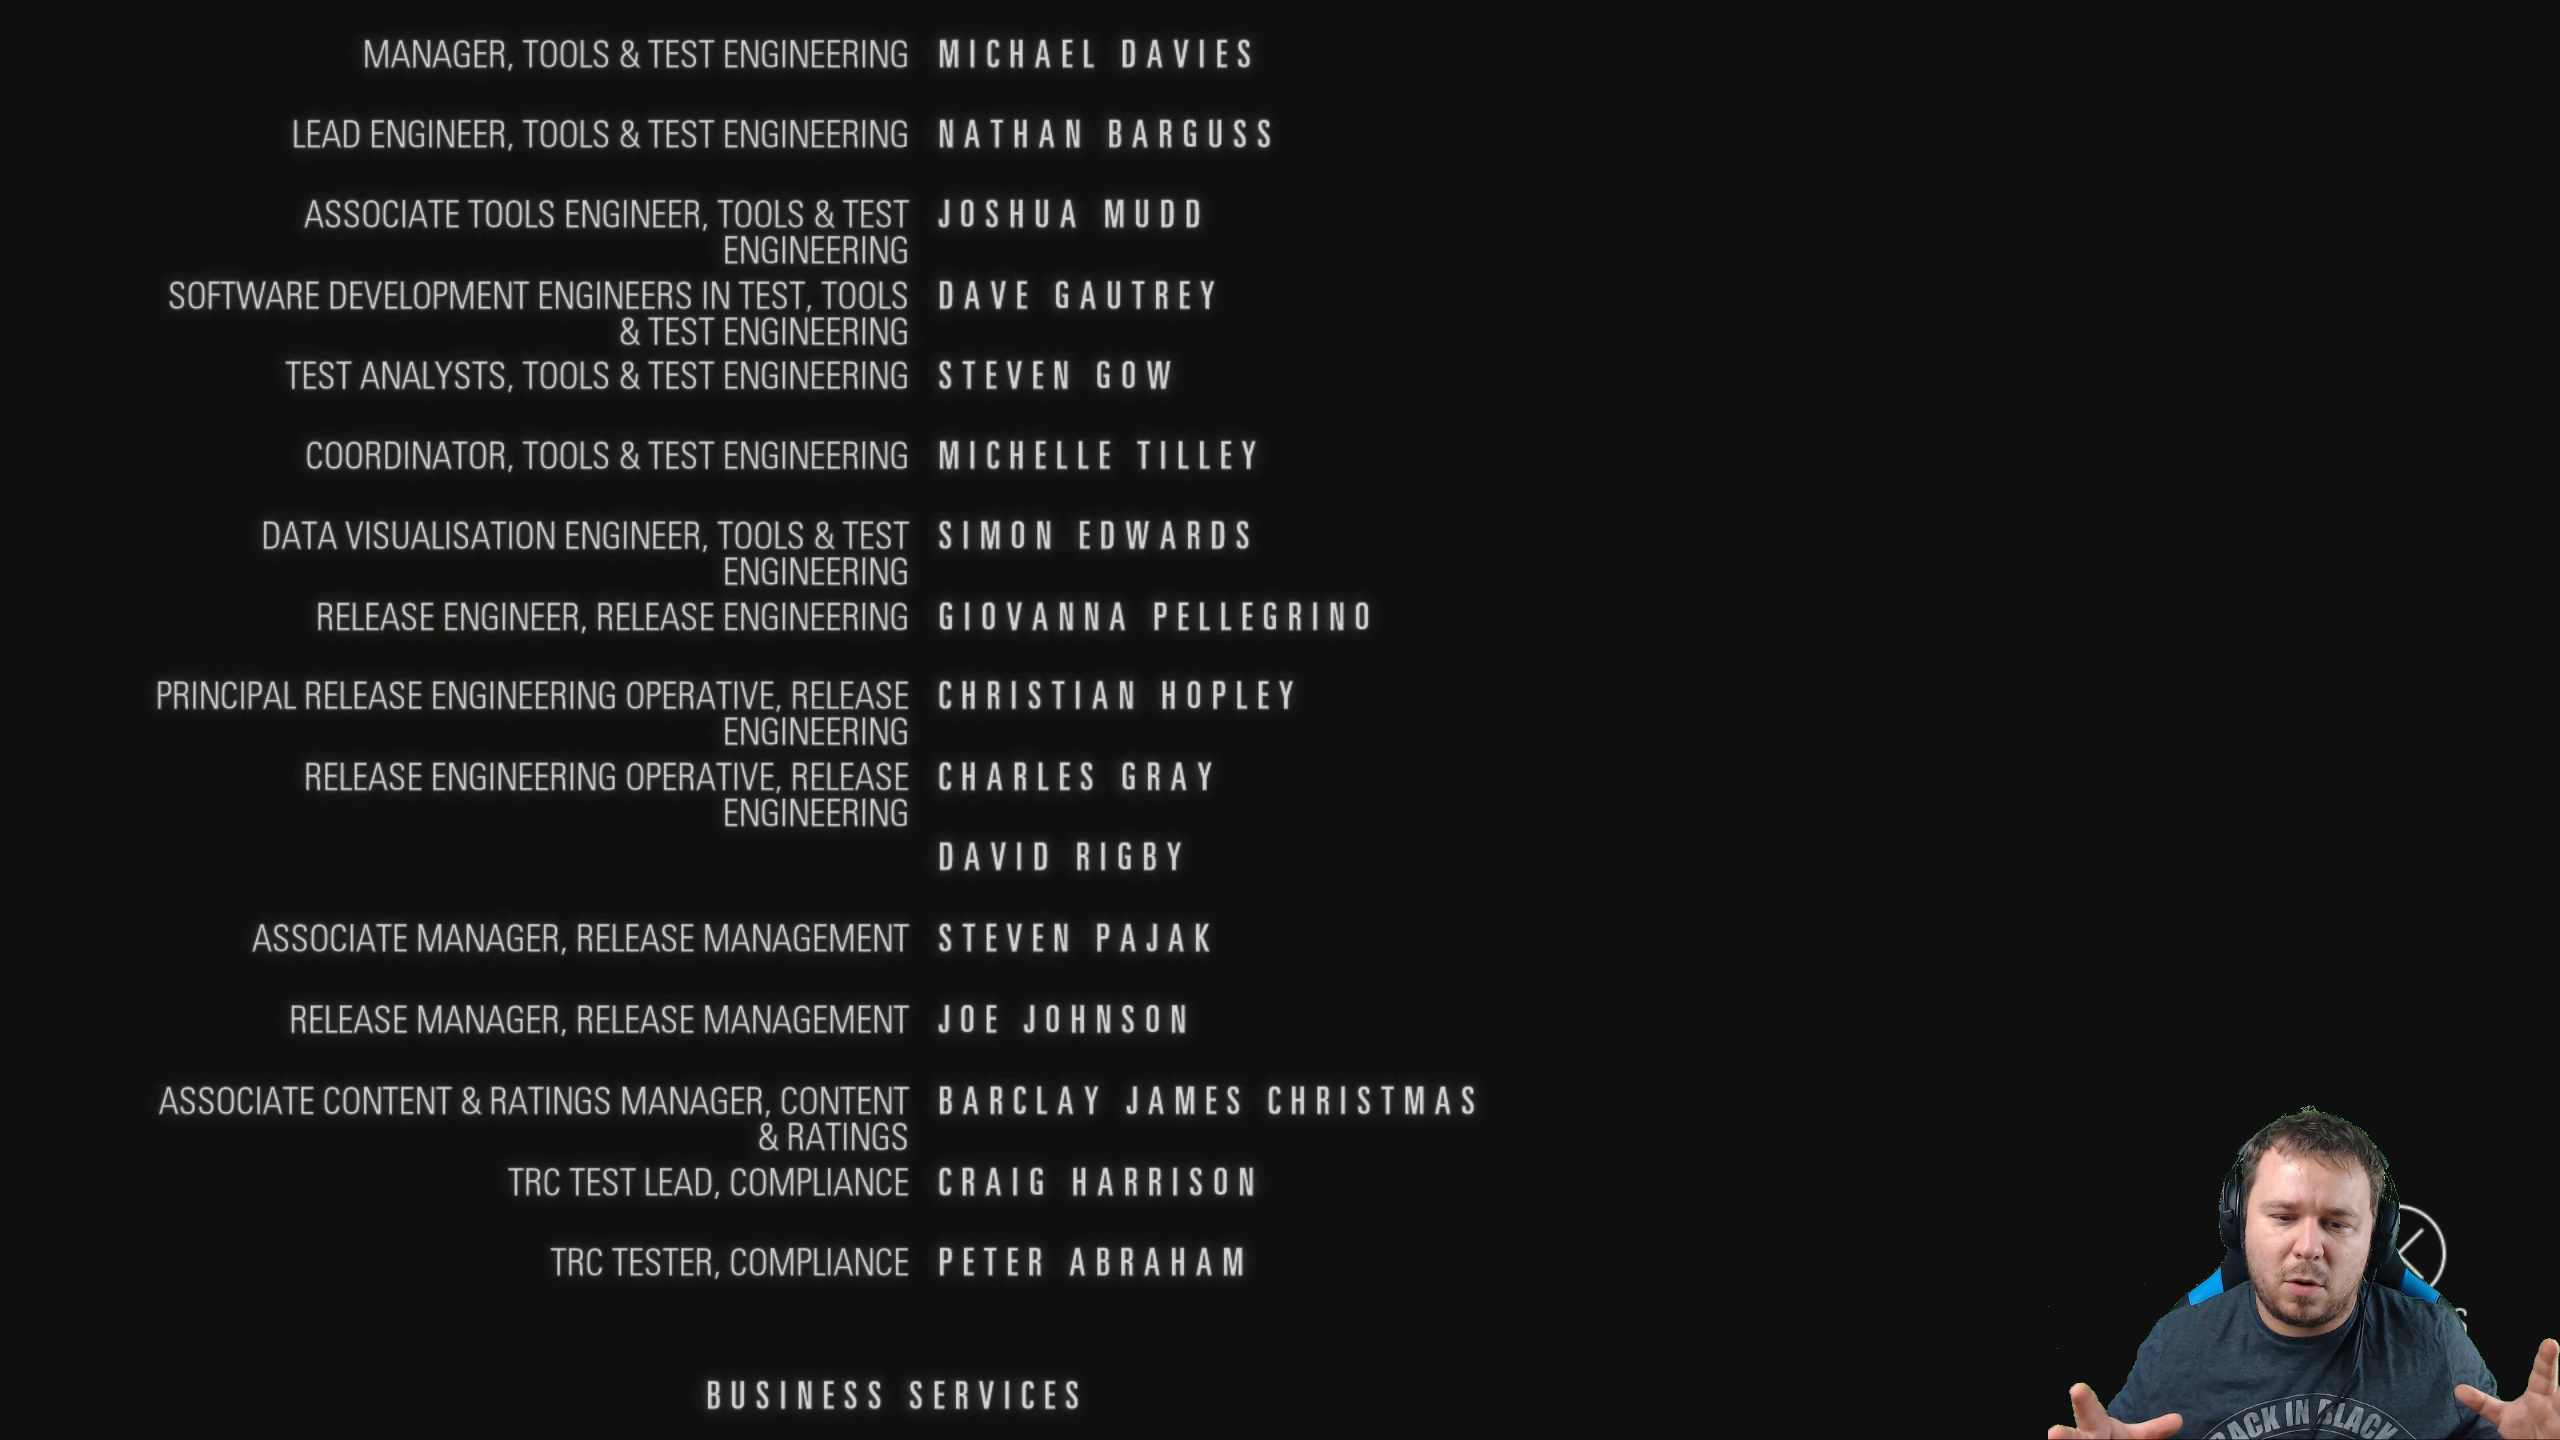 MANAGER, TOOLS & TEST ENGINEERING MICHAEL DAVIES
LEAD ENGINEER, TOOLS & TEST ENGINEERING NATHAN BARGUSS
ASSOCIATE TOOLS ENGINEER, TOOLS & TEST JOSHUA MUDD
ENGINEERING
SOFTWARE DEVELOPMENT ENGINEERS IN TEST, TOOLS DAVE GAUTREY
& TEST ENGINEERING
TEST ANALYSTS, TOOLS & TEST ENGINEERING STEVEN GOW
COORDINATOR, TOOLS & TEST ENGINEERING MICHELLE TILLEY
DATA VISUALISATION ENGINEER, TOOLS & TEST SIMON EDWARDS
ENGINEERING
RELEASE ENGINEER, RELEASE ENGINEERING GIOVANNA PELLEGRINO
PRINCIPAL RELEASE ENGINEERING OPERATIVE, RELEASE CHRISTIAN HOPLEY
ENGINEERING
RELEASE ENGINEERING OPERATIVE, RELEASE CHARLES GRAY
ENGINEERING
DAVID RIGBY
ASSOCIATE MANAGER, RELEASE MANAGEMENT STEVEN PAJAK
RELEASE MANAGER, RELEASE MANAGEMENT JOE JOHNSON
ASSOCIATE CONTENT & RATINGS MANAGER, CONTENT BARCLAY JAMES CHRISTMAS
& RATINGS
TRC TEST LEAD, COMPLIANCE CRAIG HARRISON
TRC TESTER, COMPLIANCE PETER ABRAHAM
BUSINESS SERVICES
IN BLACK